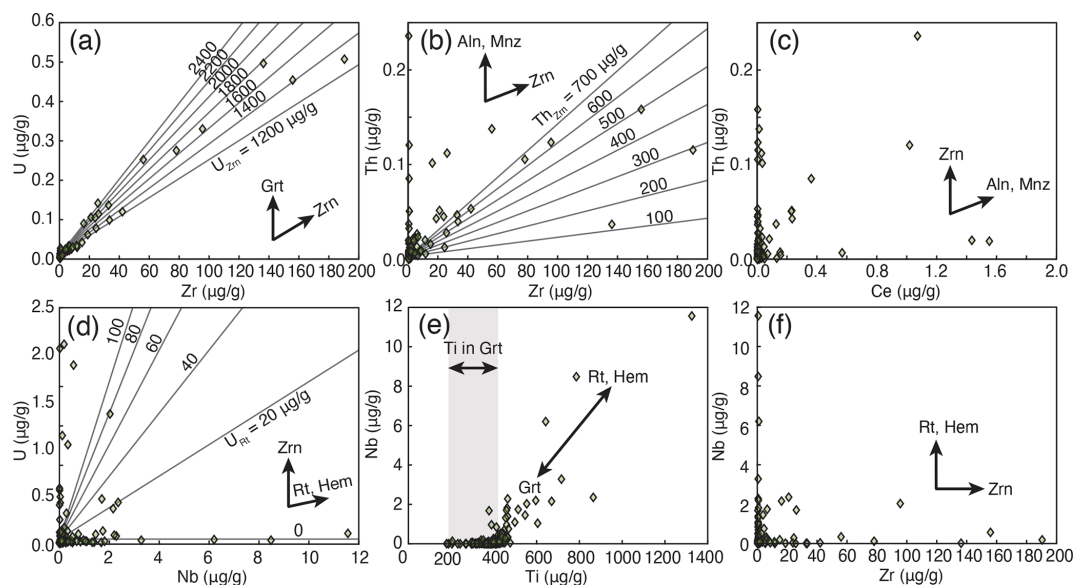 (a)
0.6
0.5
0.4
0.3
0.2
0.1
0.0
U (µg/g)
2400
2200
2000
1800
1600
1400
U_Zrn = 1200 µg/g
Grt
Zrn
0 20 40 60 80 100 120 140 160 180 200
Zr (µg/g)
(b)
0.2
0.1
0.0
Th (µg/g)
Aln, Mnz
Zrn
Th_Zrn = 700 µg/g
600
500
400
300
200
100
0 20 40 60 80 100 120 140 160 180 200
Zr (µg/g)
(c)
0.2
0.1
0.0
Th (µg/g)
Zrn
Aln, Mnz
0.0 0.4 0.8 1.2 1.6 2.0
Ce (µg/g)
(d)
2.5
2.0
1.5
1.0
0.5
0.0
U (µg/g)
100
80
60
40
U_Rt = 20 µg/g
0
Zrn
Rt, Hem
0 2 4 6 8 10 12
Nb (µg/g)
(e)
12
10
8
6
4
2
0
Nb (µg/g)
Ti in Grt
Rt, Hem
Grt
0 200 400 600 800 1000 1200 1400
Ti (µg/g)
(f)
12
10
8
6
4
2
0
Nb (µg/g)
Rt, Hem
Zrn
0 20 40 60 80 100 120 140 160 180 200
Zr (µg/g)